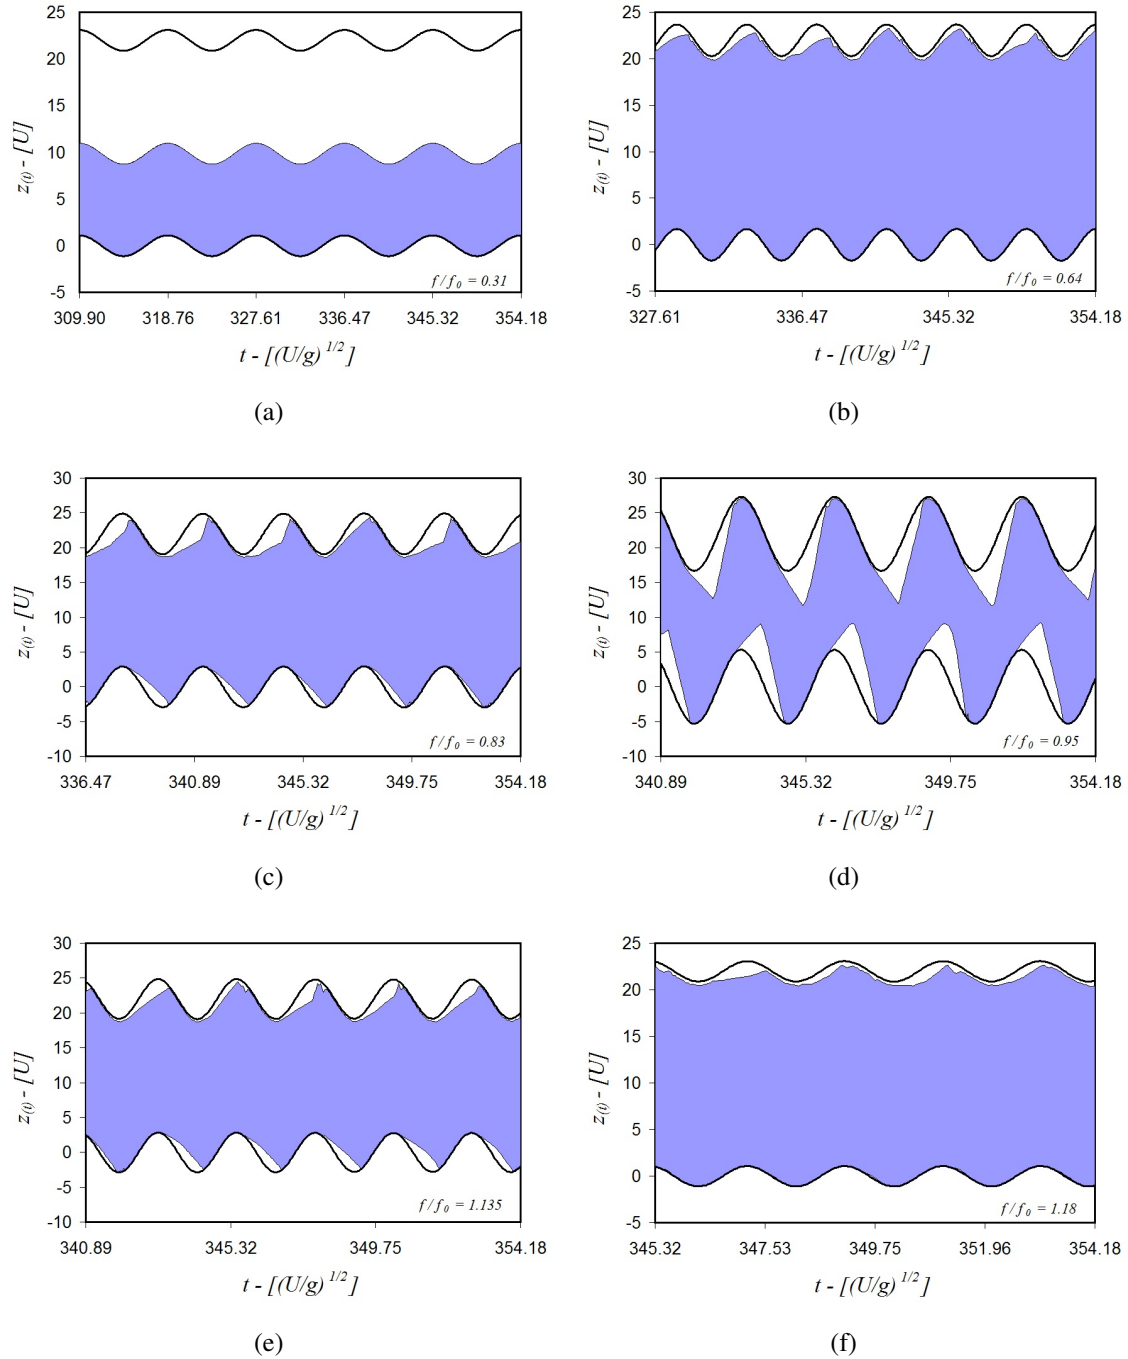 25
20
15
10
5
0
-5
z(t) - [U]
f/f0 = 0.31
309.90 318.76 327.61 336.47 345.32 354.18
t - [(U/g) 1/2]
(a)
25
20
15
10
5
0
-5
z(t) - [U]
f/f0 = 0.64
327.61 336.47 345.32 354.18
t - [(U/g) 1/2]
(b)
30
25
20
15
10
5
0
-5
-10
z(t) - [U]
f/f0 = 0.83
336.47 340.89 345.32 349.75 354.18
t - [(U/g) 1/2]
(c)
30
25
20
15
10
5
0
-5
-10
z(t) - [U]
f/f0 = 0.95
340.89 345.32 349.75 354.18
t - [(U/g) 1/2]
(d)
30
25
20
15
10
5
0
-5
-10
z(t) - [U]
f/f0 = 1.135
340.89 345.32 349.75 354.18
t - [(U/g) 1/2]
(e)
25
20
15
10
5
0
-5
z(t) - [U]
f/f0 = 1.18
345.32 347.53 349.75 351.96 354.18
t - [(U/g) 1/2]
(f)